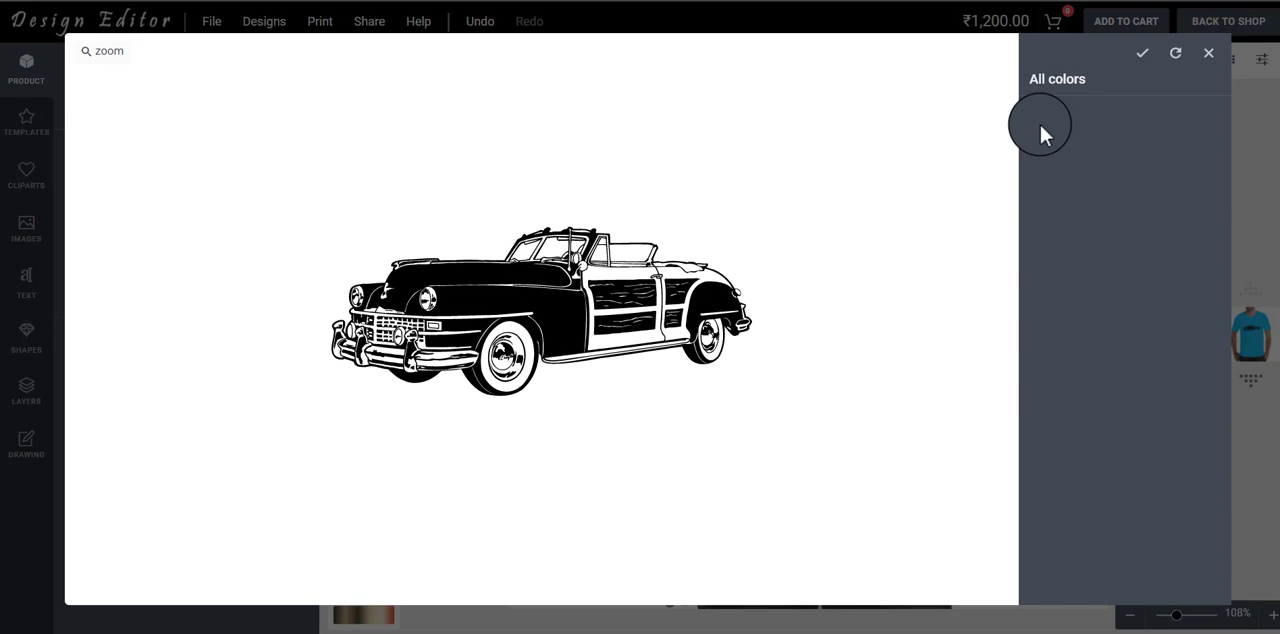 Design Editor
File
Designs
Print
Share
Help
Undo
Redo
₹1,200.00
0
ADD TO CART
BACK TO SHOP
zoom
All colors
PRODUCT
TEMPLATES
CLIPARTS
IMAGES
TEXT
SHAPES
LAYERS
DRAWING
108%